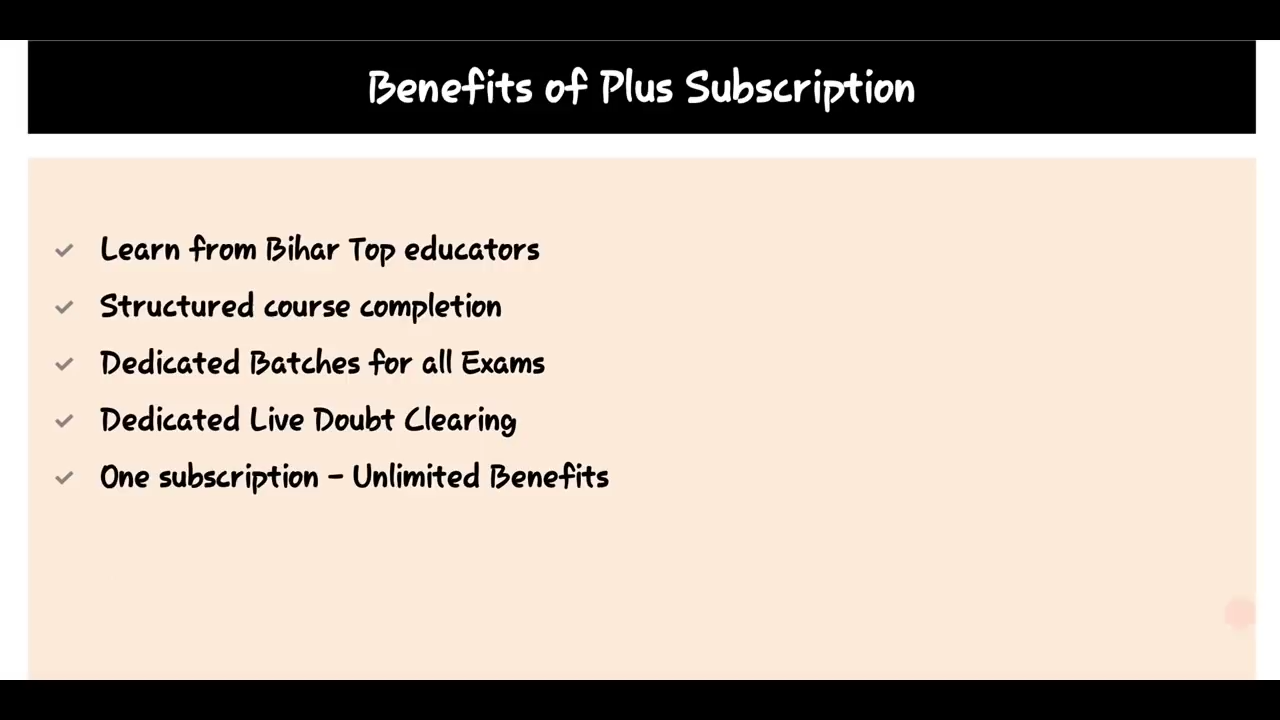 Benefits of Plus Subscription
Learn from Bihar Top educators
Structured course completion
Dedicated Batches for all Exams
Dedicated Live Doubt Clearing
One subscription - Unlimited Benefits